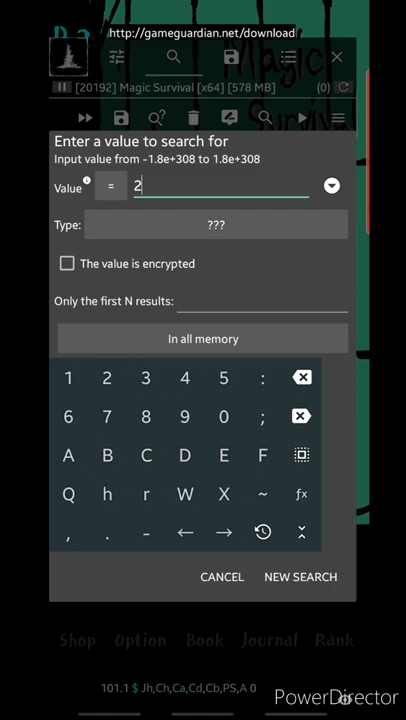 http://gameguardian.net/download
Magic
Survival
[20192] Magic Survival [x64] [578 MB] (0)
Enter a value to search for
Input value from -1.8e+308 to 1.8e+308
Value = 2
Type: ???
The value is encrypted
Only the first N results:
In all memory
1 2 3 4 5 :
6 7 8 9 0 ;
A B C D E F
Q h r W X ~ ƒx
, . - ← →
CANCEL NEW SEARCH
Shop Option Book Journal Rank
101.1 $ Jh,Ch,Ca,Cd,Cb,PS,A 0
PowerDirector